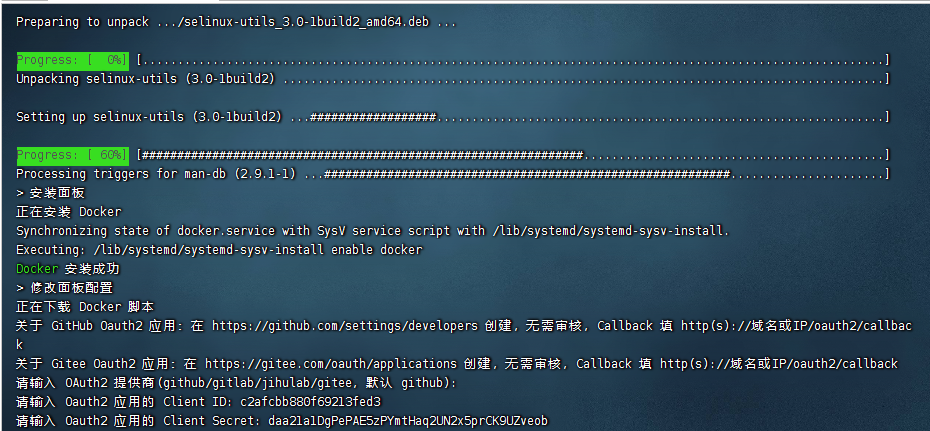 Preparing to unpack .../selinux-utils_3.0-1build2_amd64.deb ...
Progress: [  0%] [..........................................................................................................]
Unpacking selinux-utils (3.0-1build2) ......................................................................................]
Setting up selinux-utils (3.0-1build2) ...##################................................................]
Progress: [ 60%] [###############################################################...........................................]
Processing triggers for man-db (2.9.1-1) ...##########################################################......................]
> 安装面板
正在安装 Docker
Synchronizing state of docker.service with SysV service script with /lib/systemd/systemd-sysv-install.
Executing: /lib/systemd/systemd-sysv-install enable docker
Docker 安装成功
> 修改面板配置
正在下载 Docker 脚本
关于 GitHub Oauth2 应用: 在 https://github.com/settings/developers 创建, 无需审核, Callback 填 http(s)://域名或IP/oauth2/callbac
k
关于 Gitee Oauth2 应用: 在 https://gitee.com/oauth/applications 创建, 无需审核, Callback 填 http(s)://域名或IP/oauth2/callback
请输入 OAuth2 提供商(github/gitlab/jihulab/gitee, 默认 github):
请输入 Oauth2 应用的 Client ID: c2afcbb880f69213fed3
请输入 Oauth2 应用的 Client Secret: daa21a1DgPePAE5zPYmtHaq2UN2x5prCK9UZveob